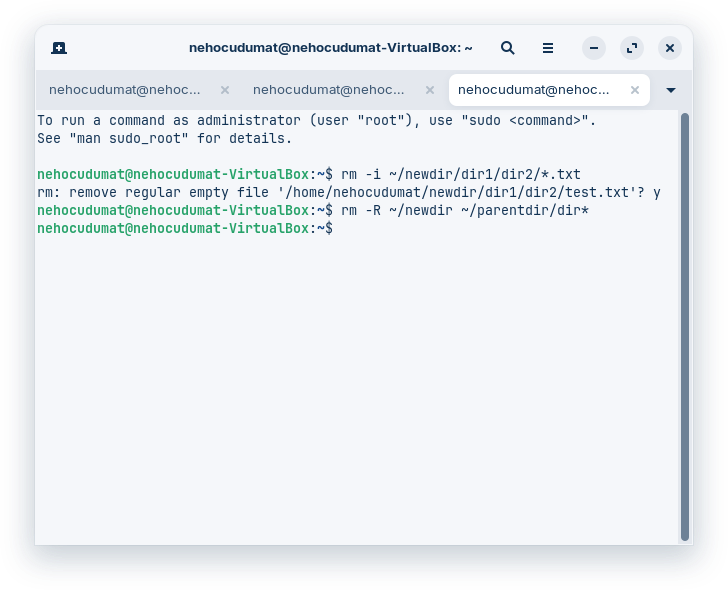 nehocudumat@nehocudumat-VirtualBox: ~
nehocudumat@nehoc...
nehocudumat@nehoc...
nehocudumat@nehoc...
To run a command as administrator (user "root"), use "sudo <command>".
See "man sudo_root" for details.
nehocudumat@nehocudumat-VirtualBox:~$ rm -i ~/newdir/dir1/dir2/*.txt
rm: remove regular empty file '/home/nehocudumat/newdir/dir1/dir2/test.txt'? y
nehocudumat@nehocudumat-VirtualBox:~$ rm -R ~/newdir ~/parentdir/dir*
nehocudumat@nehocudumat-VirtualBox:~$